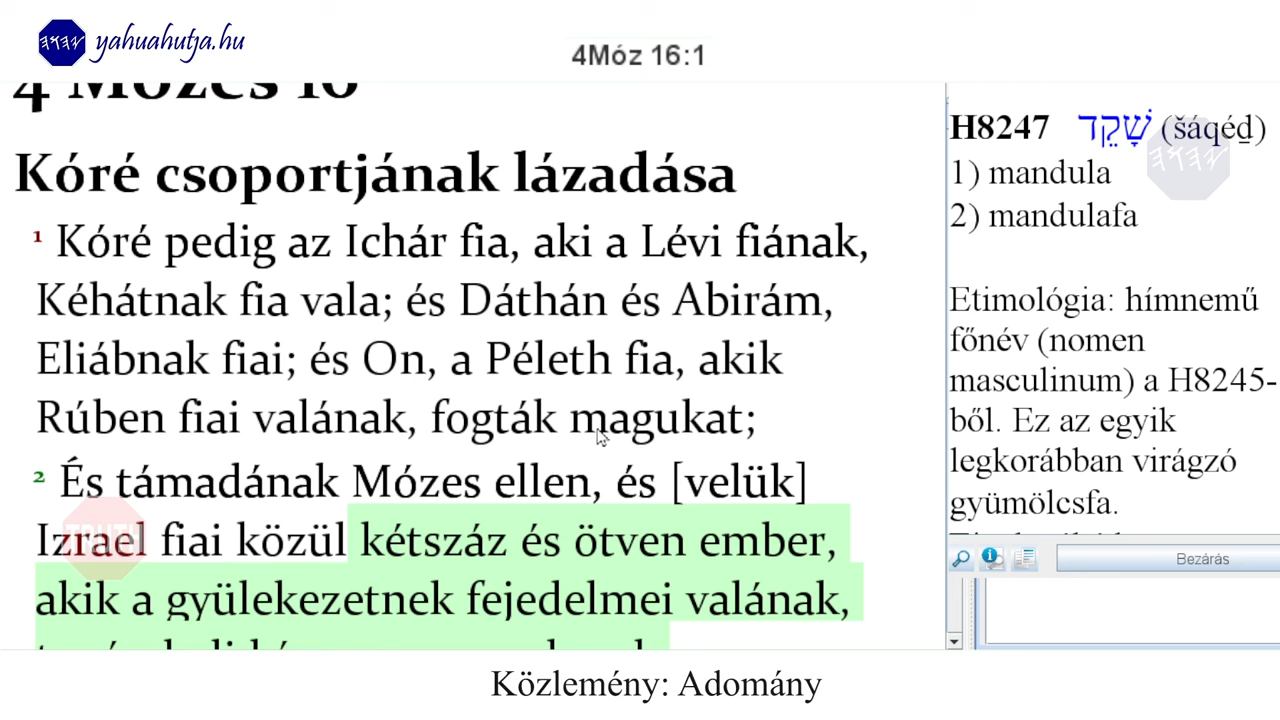 yahuahutja.hu
4Móz 16:1
4 Mózes 16
Kóré csoportjának lázadása
1 Kóré pedig az Ichár fia, aki a Lévi fiának,
Kéhátnak fia vala; és Dáthán és Abirám,
Eliábnak fiai; és On, a Péleth fia, akik
Rúben fiai valának, fogták magukat;
2 És támadának Mózes ellen, és [velük]
Izrael fiai közül kétszáz és ötven ember,
akik a gyülekezetnek fejedelmei valának,
TRUTH
H8247 שָׁקֵד (šáqéḏ)
1) mandula
2) mandulafa
Etimológia: hímnemű
főnév (nomen
masculinum) a H8245-
ből. Ez az egyik
legkorábban virágzó
gyümölcsfa.
Bezárás
Közlemény: Adomány